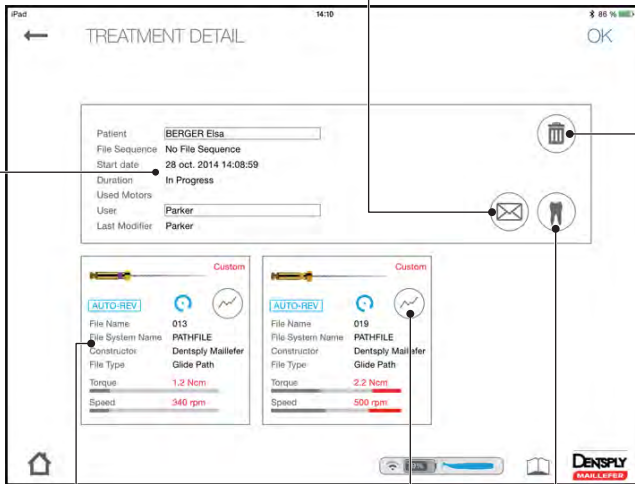 iPad 14:10 86 %
TREATMENT DETAIL OK
Patient BERGER Elsa
File Sequence No File Sequence
Start date 28 oct. 2014 14:08:59
Duration In Progress
Used Motors
User Parker
Last Modifier Parker
Custom
AUTO-REV
File Name 013
File System Name PATHFILE
Constructor Dentsply Maillefer
File Type Glide Path
Torque 1.2 Ncm
Speed 340 rpm
Custom
AUTO-REV
File Name 019
File System Name PATHFILE
Constructor Dentsply Maillefer
File Type Glide Path
Torque 2.2 Ncm
Speed 500 rpm
DENTSPLY
MAILLEFER